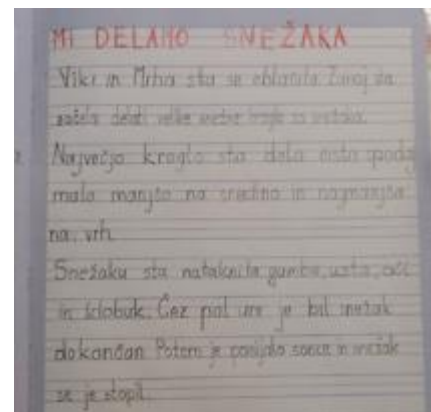 MI DELAMO SNEŽAKA
Viki in Miha sta se oblekla. Zunaj sta
začela delati velike snežne krogle za snežaka.
Največjo kroglo sta dala čisto spodaj
malo manjšo na sredino in najmanjšo
na vrh.
Snežaku sta nataknila gumbe, usta, oči
in klobuk. Čez pol ure je bil snežak
dokončan. Potem je posijalo sonce in snežak
se je stopil.